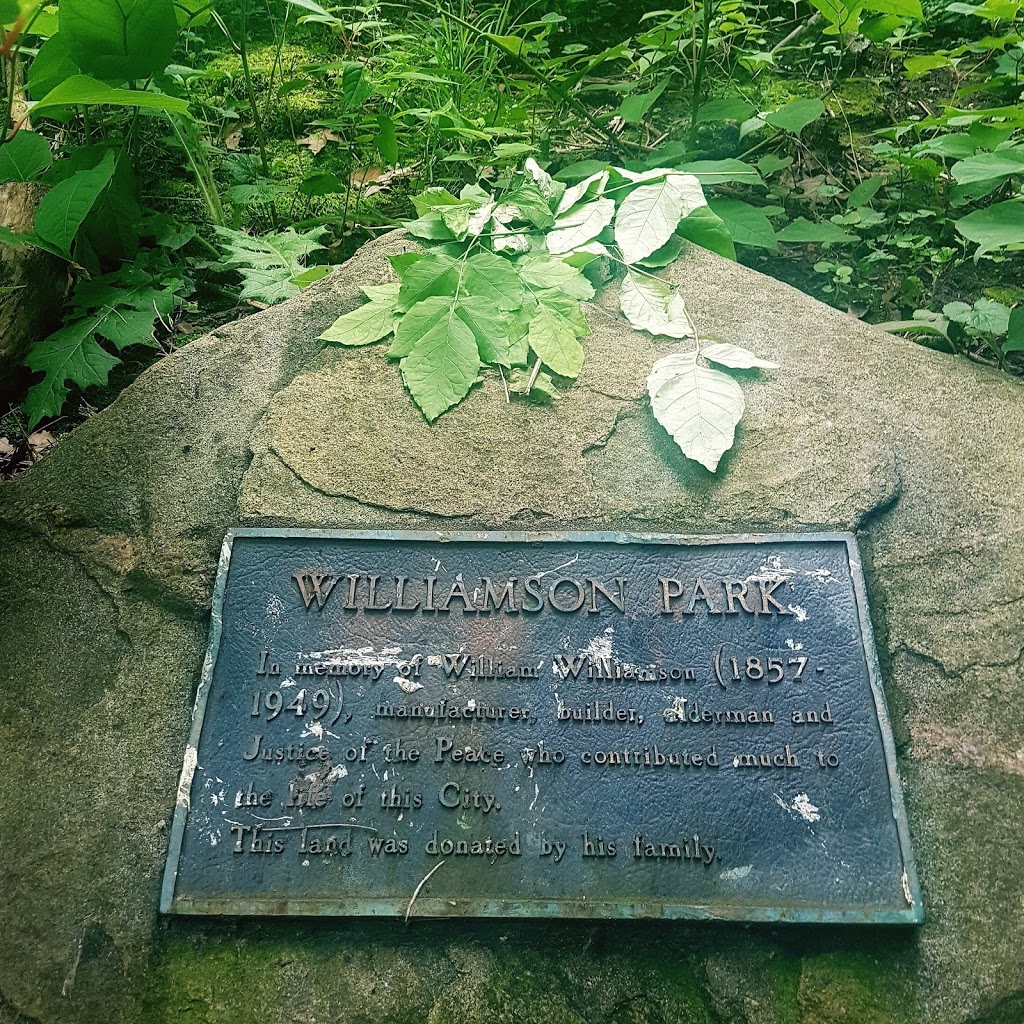 WILLIAMSON PARK
In memory of William Williamson (1857-
1949), manufacturer, builder, alderman and
Justice of the Peace who contributed much to
the life of this City.
This land was donated by his family.